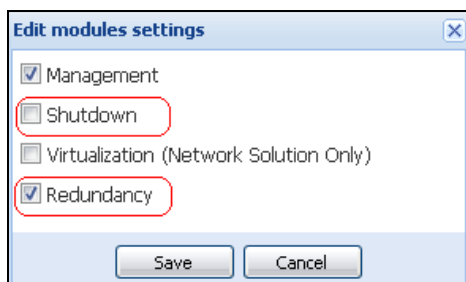 Edit modules settings
Management
Shutdown
Virtualization (Network Solution Only)
Redundancy
Save Cancel